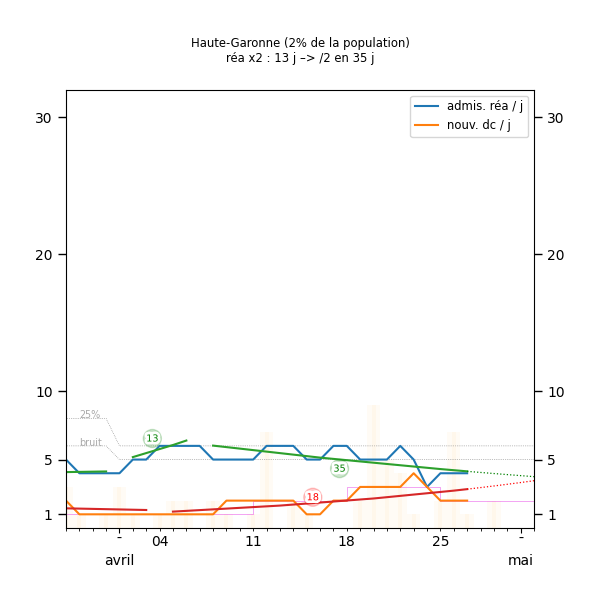 Haute-Garonne (2% de la population)
réa x2 : 13 j –> /2 en 35 j
admis. réa / j
nouv. dc / j
30
30
20
20
10
10
25%
13
bruit
5
5
35
18
1
1
-
04
11
18
25
-
avril
mai